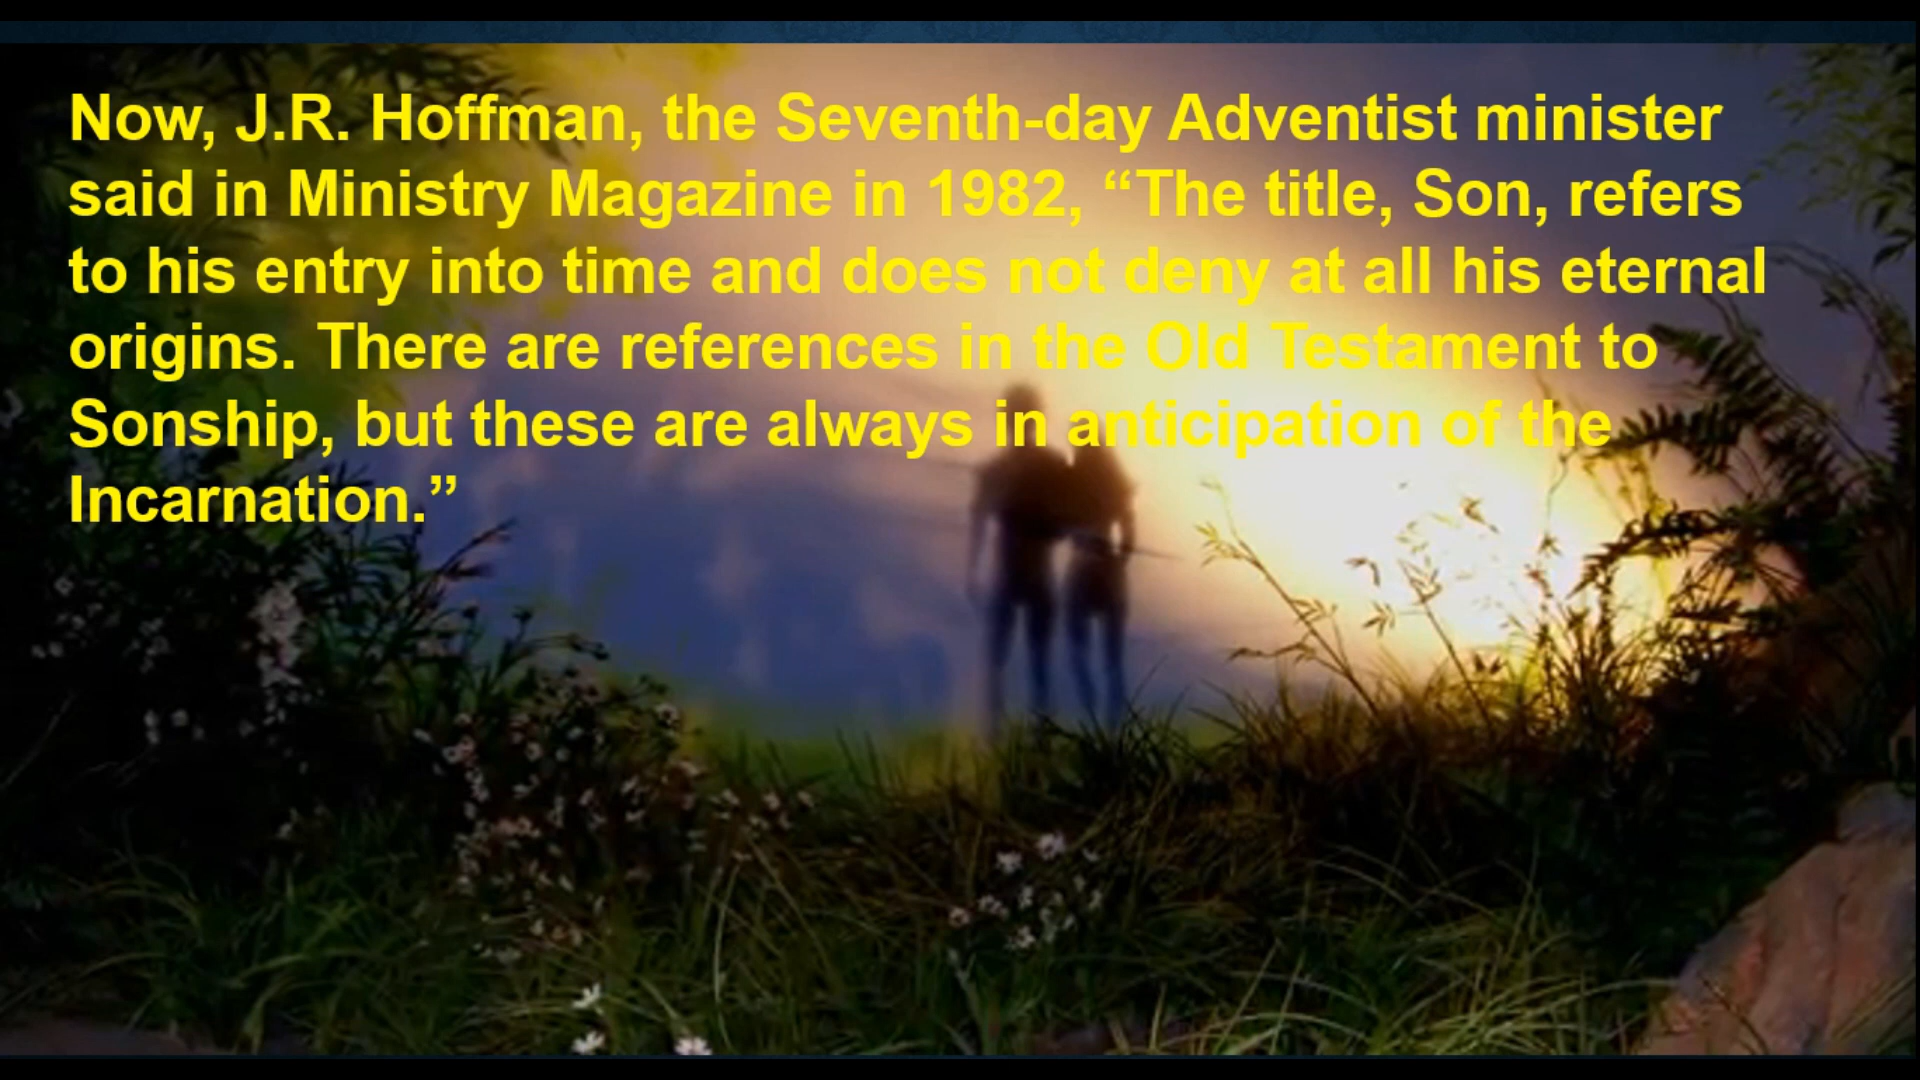 Now, J.R. Hoffman, the Seventh-day Adventist minister
said in Ministry Magazine in 1982, “The title, Son, refers
to his entry into time and does not deny at all his eternal
origins. There are references in the Old Testament to
Sonship, but these are always in anticipation of the
Incarnation.”